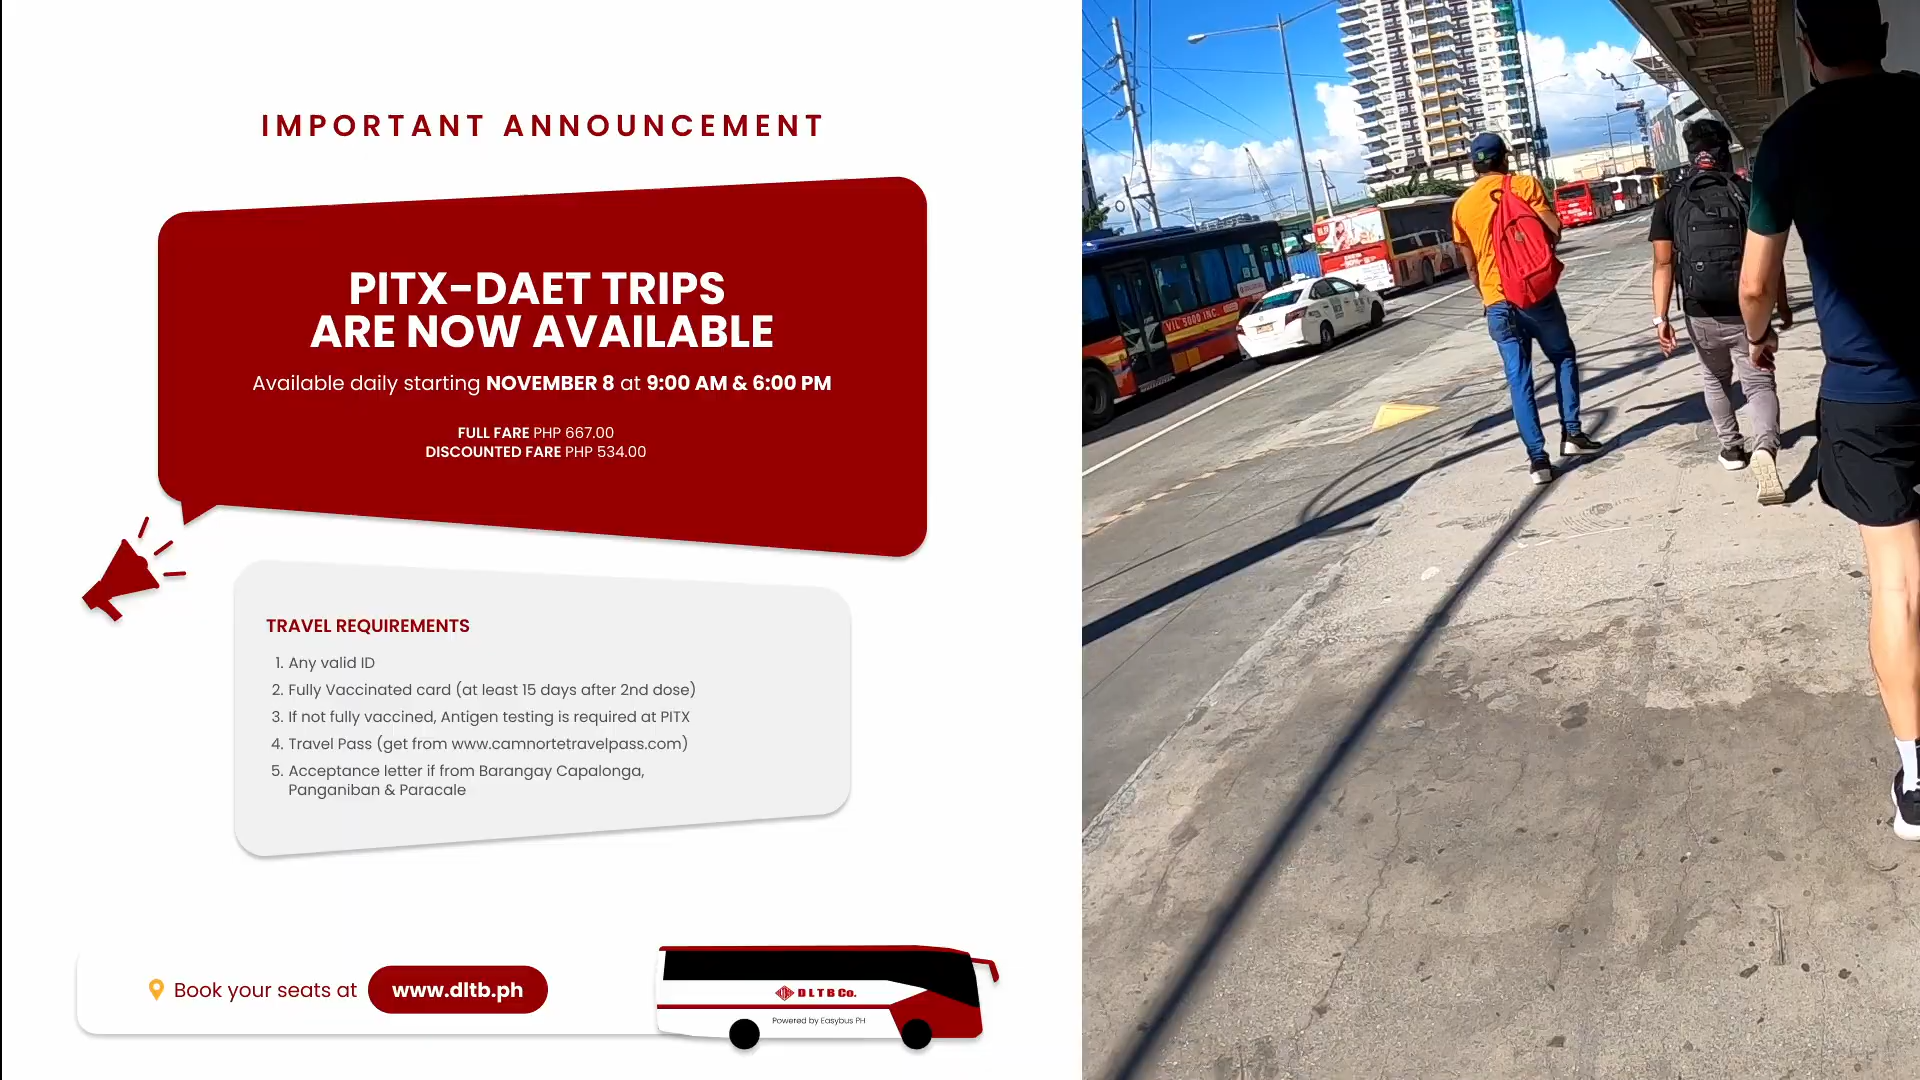 IMPORTANT ANNOUNCEMENT
PITX-DAET TRIPS
ARE NOW AVAILABLE
Available daily starting NOVEMBER 8 at 9:00 AM & 6:00 PM
FULL FARE PHP 667.00
DISCOUNTED FARE PHP 534.00
TRAVEL REQUIREMENTS
1. Any valid ID
2. Fully Vaccinated card (at least 15 days after 2nd dose)
3. If not fully vaccined, Antigen testing is required at PITX
4. Travel Pass (get from www.camnortetravelpass.com)
5. Acceptance letter if from Barangay Capalonga,
Panganiban & Paracale
Book your seats at www.dltb.ph
DLTBCo.
Powered by Easybus PH
VIL 5000 INC.